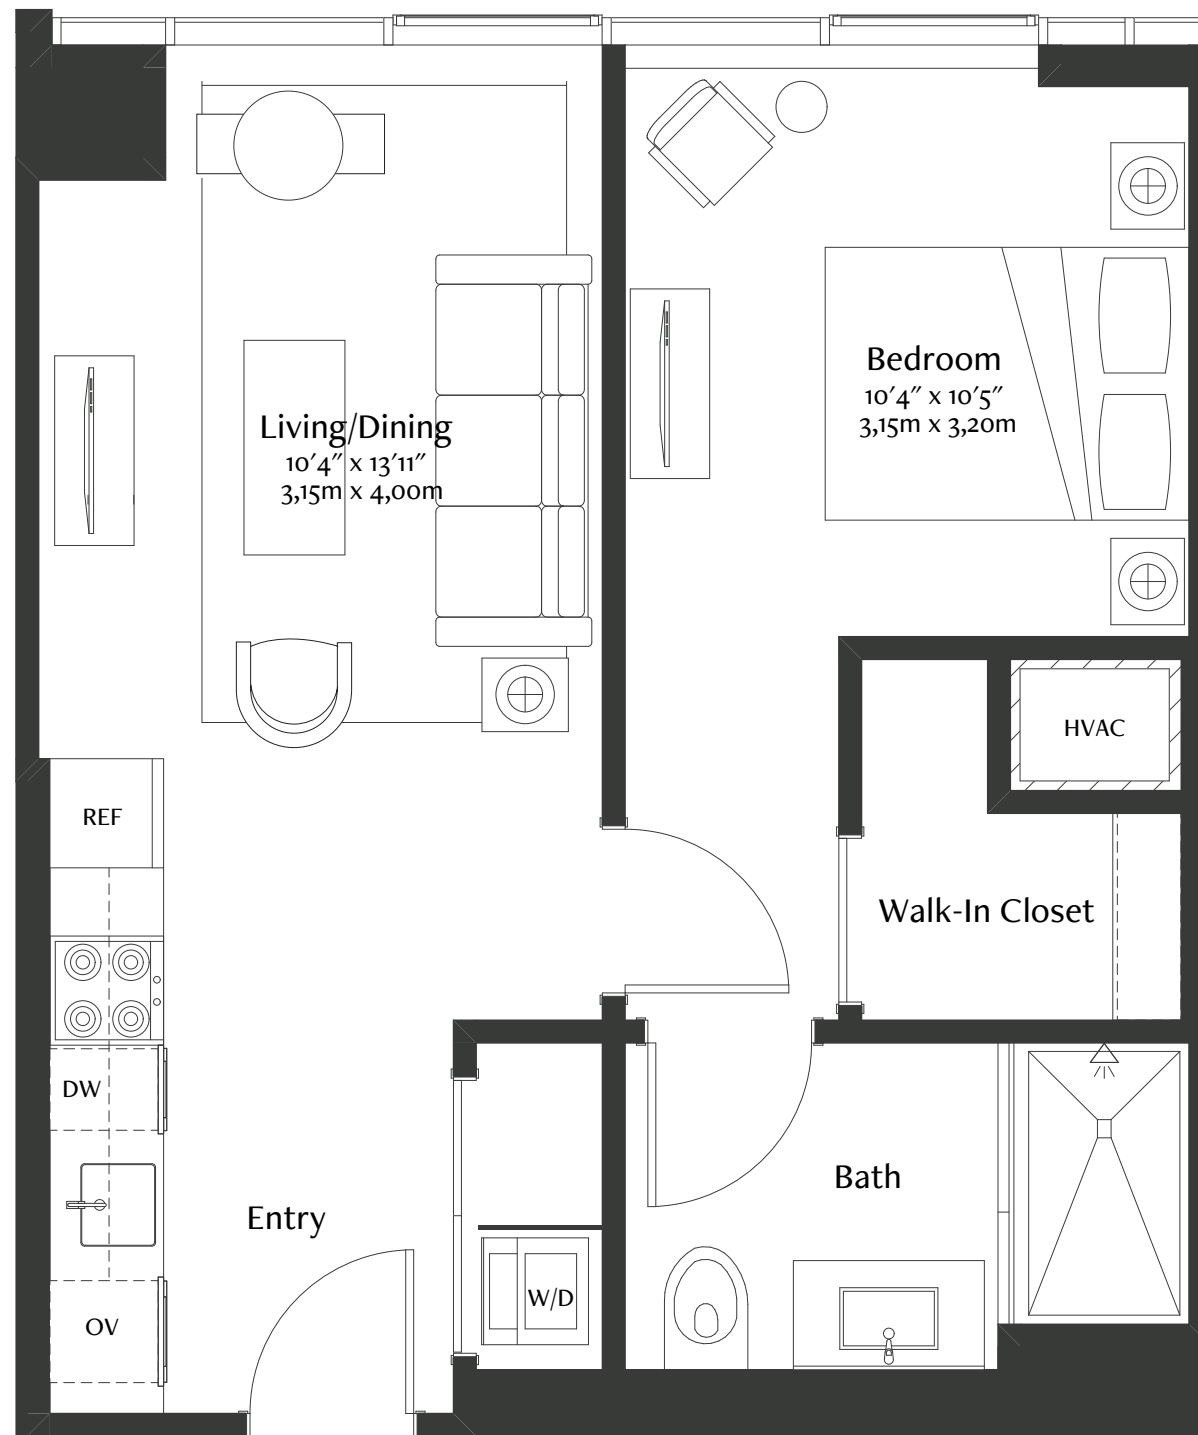 Living/Dining
10′4″ x 13′11″
3,15m x 4,00m
Bedroom
10′4″ x 10′5″
3,15m x 3,20m
HVAC
REF
Walk-In Closet
DW
Bath
Entry
W/D
OV